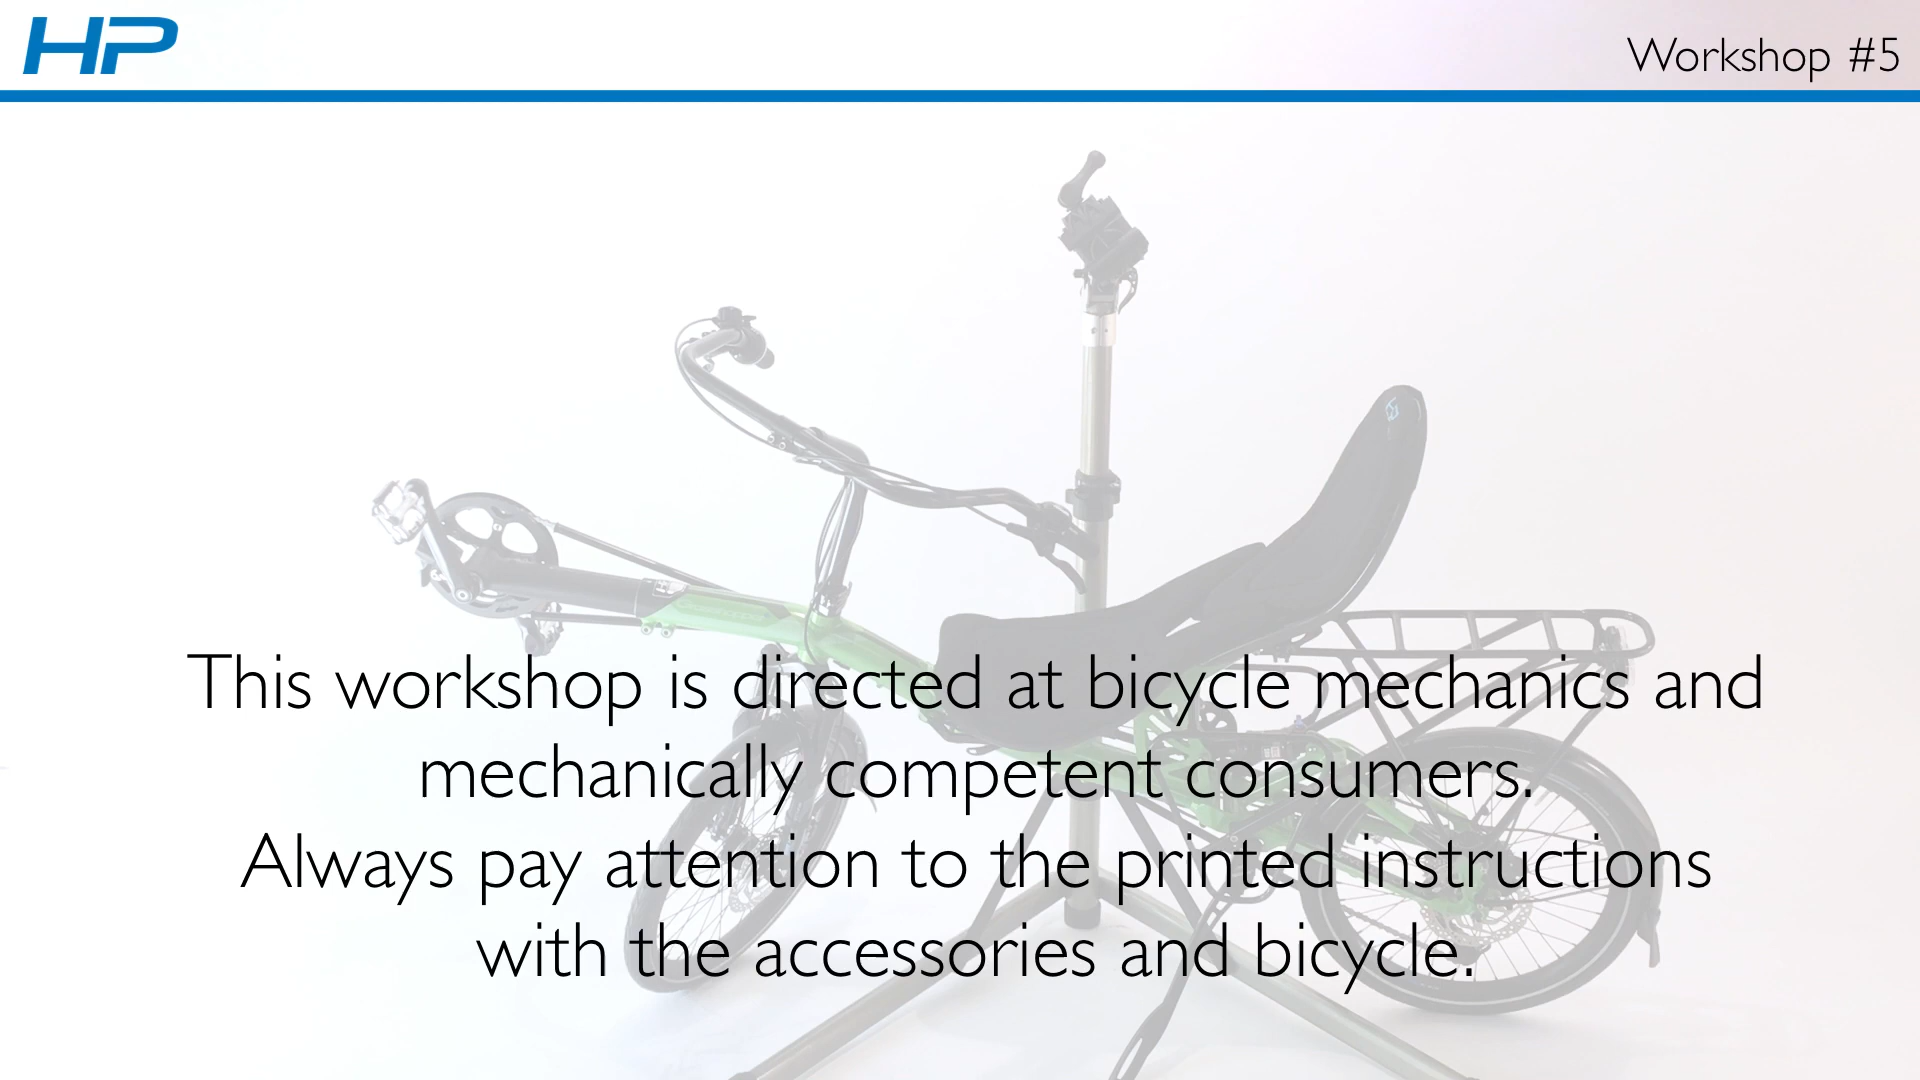 HP
Workshop #5
This workshop is directed at bicycle mechanics and
mechanically competent consumers.
Always pay attention to the printed instructions
with the accessories and bicycle.